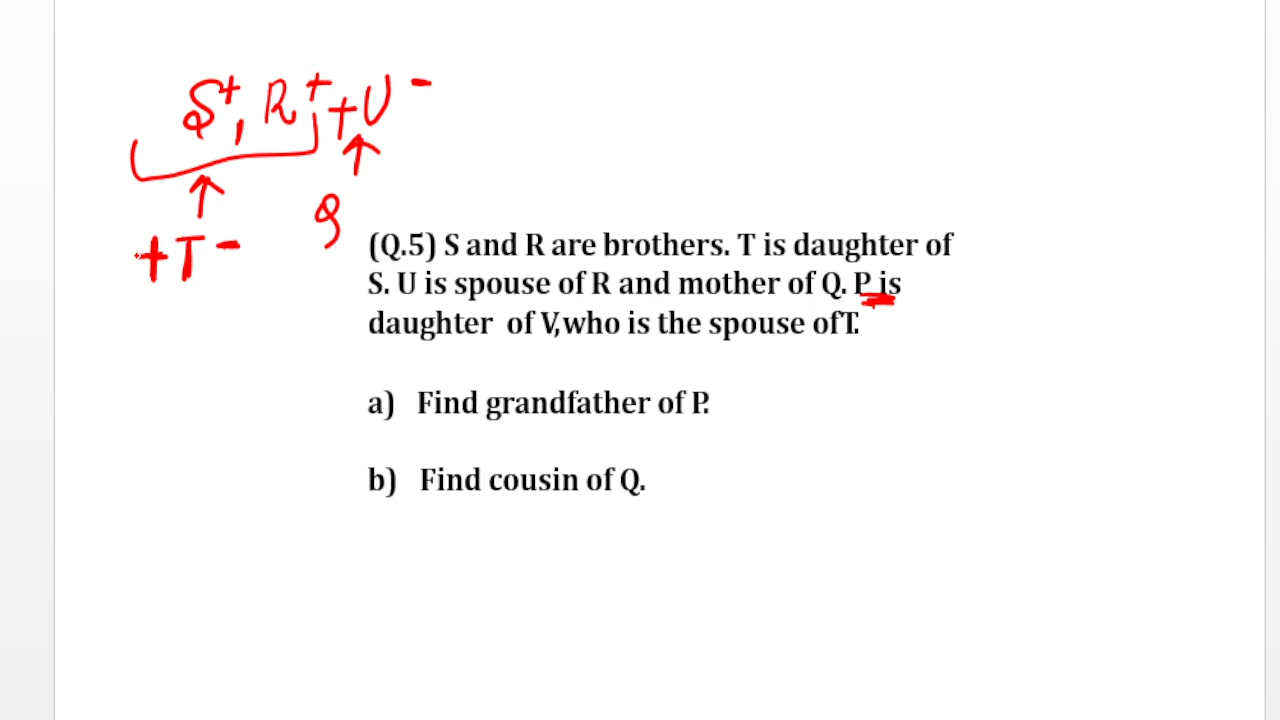 S+, R+ + U -
+T -
Q
(Q.5) S and R are brothers. T is daughter of
S. U is spouse of R and mother of Q. P is
daughter of V,who is the spouse ofT.
a) Find grandfather of P.
b) Find cousin of Q.